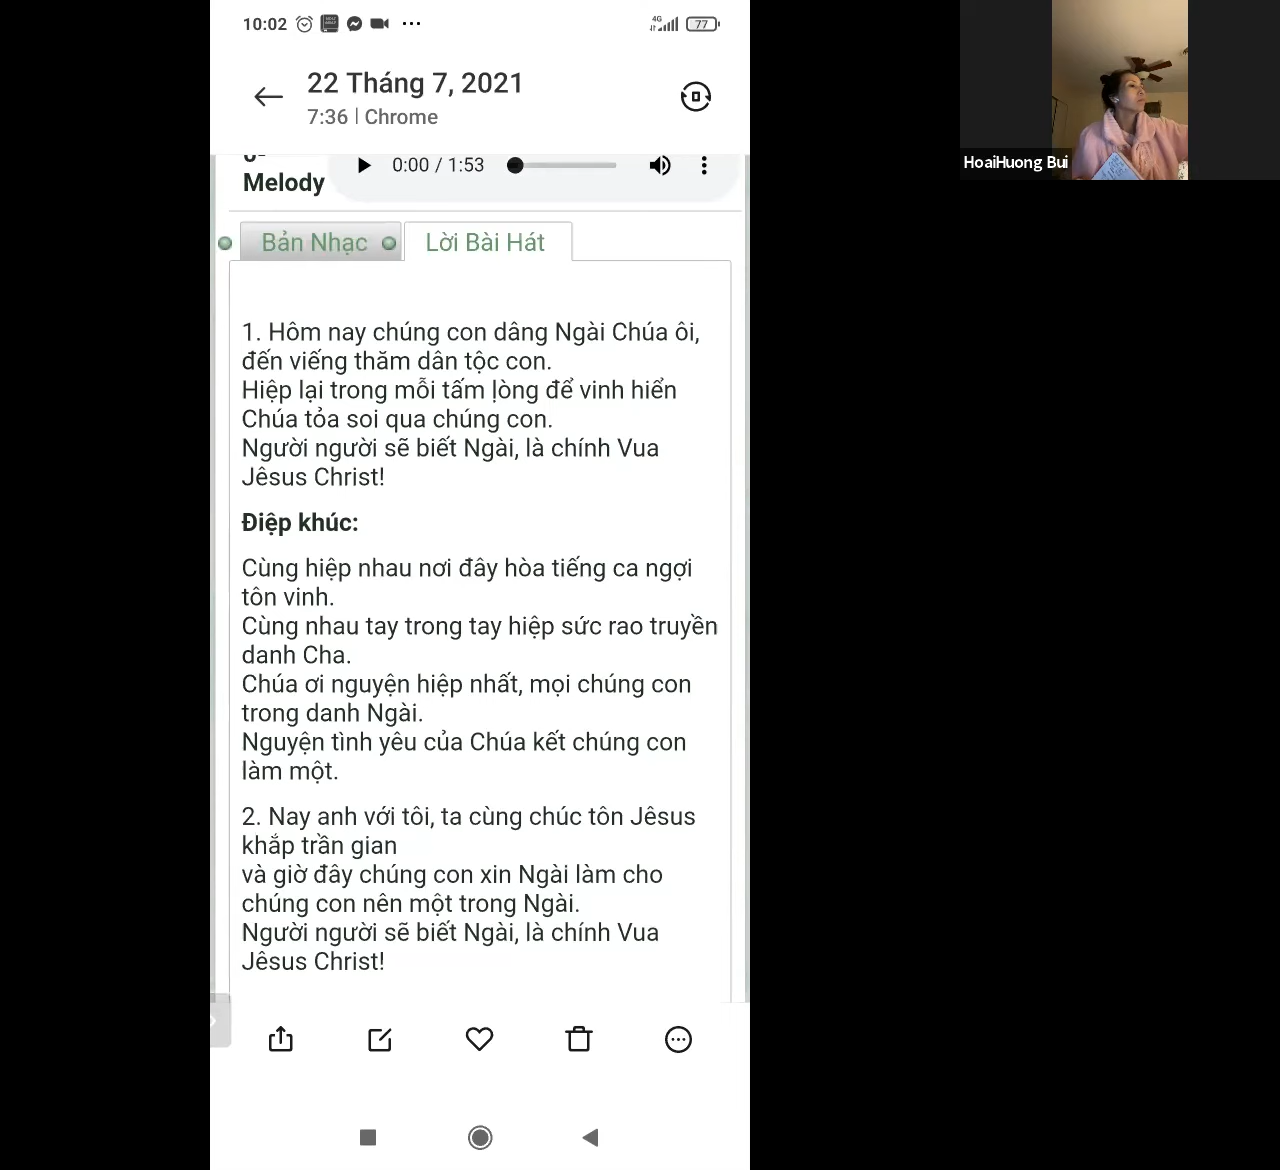 10:02
4G
77
22 Tháng 7, 2021
7:36 | Chrome
Melody
0:00 / 1:53
Bản Nhạc
Lời Bài Hát
1. Hôm nay chúng con dâng Ngài Chúa ôi,
đến viếng thăm dân tộc con.
Hiệp lại trong mỗi tấm lòng để vinh hiển
Chúa tỏa soi qua chúng con.
Người người sẽ biết Ngài, là chính Vua
Jêsus Christ!
Điệp khúc:
Cùng hiệp nhau nơi đây hòa tiếng ca ngợi
tôn vinh.
Cùng nhau tay trong tay hiệp sức rao truyền
danh Cha.
Chúa ơi nguyện hiệp nhất, mọi chúng con
trong danh Ngài.
Nguyện tình yêu của Chúa kết chúng con
làm một.
2. Nay anh với tôi, ta cùng chúc tôn Jêsus
khắp trần gian
và giờ đây chúng con xin Ngài làm cho
chúng con nên một trong Ngài.
Người người sẽ biết Ngài, là chính Vua
Jêsus Christ!
HoaiHuong Bui